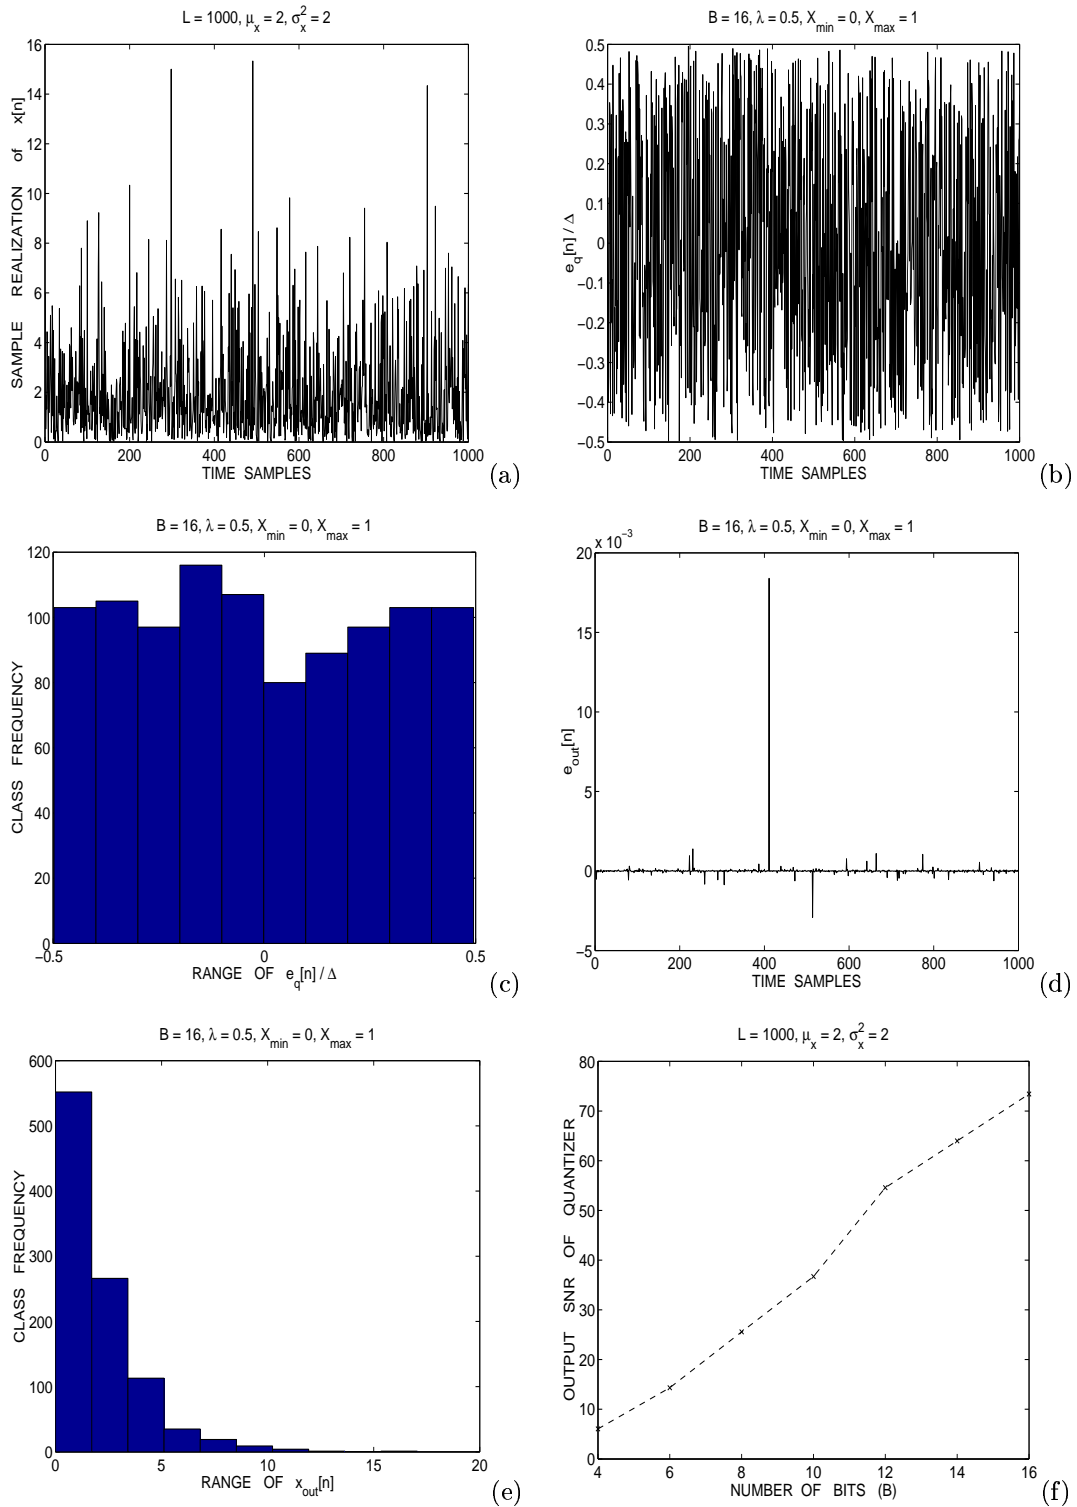 L = 1000, μx = 2, σx² = 2
SAMPLE REALIZATION of x[n]
16
14
12
10
8
6
4
2
0
0 200 400 600 800 1000
TIME SAMPLES
(a)
B = 16, λ = 0.5, Xmin = 0, Xmax = 1
eq[n] / Δ
0.5
0.4
0.3
0.2
0.1
0
−0.1
−0.2
−0.3
−0.4
−0.5
0 200 400 600 800 1000
TIME SAMPLES
(b)
B = 16, λ = 0.5, Xmin = 0, Xmax = 1
CLASS FREQUENCY
120
100
80
60
40
20
0
−0.5 0 0.5
RANGE OF eq[n] / Δ
(c)
B = 16, λ = 0.5, Xmin = 0, Xmax = 1
x 10⁻³
eout[n]
20
15
10
5
0
−5
0 200 400 600 800 1000
TIME SAMPLES
(d)
B = 16, λ = 0.5, Xmin = 0, Xmax = 1
CLASS FREQUENCY
600
500
400
300
200
100
0
0 5 10 15 20
RANGE OF xout[n]
(e)
L = 1000, μx = 2, σx² = 2
OUTPUT SNR OF QUANTIZER
80
70
60
50
40
30
20
10
0
4 6 8 10 12 14 16
NUMBER OF BITS (B)
(f)